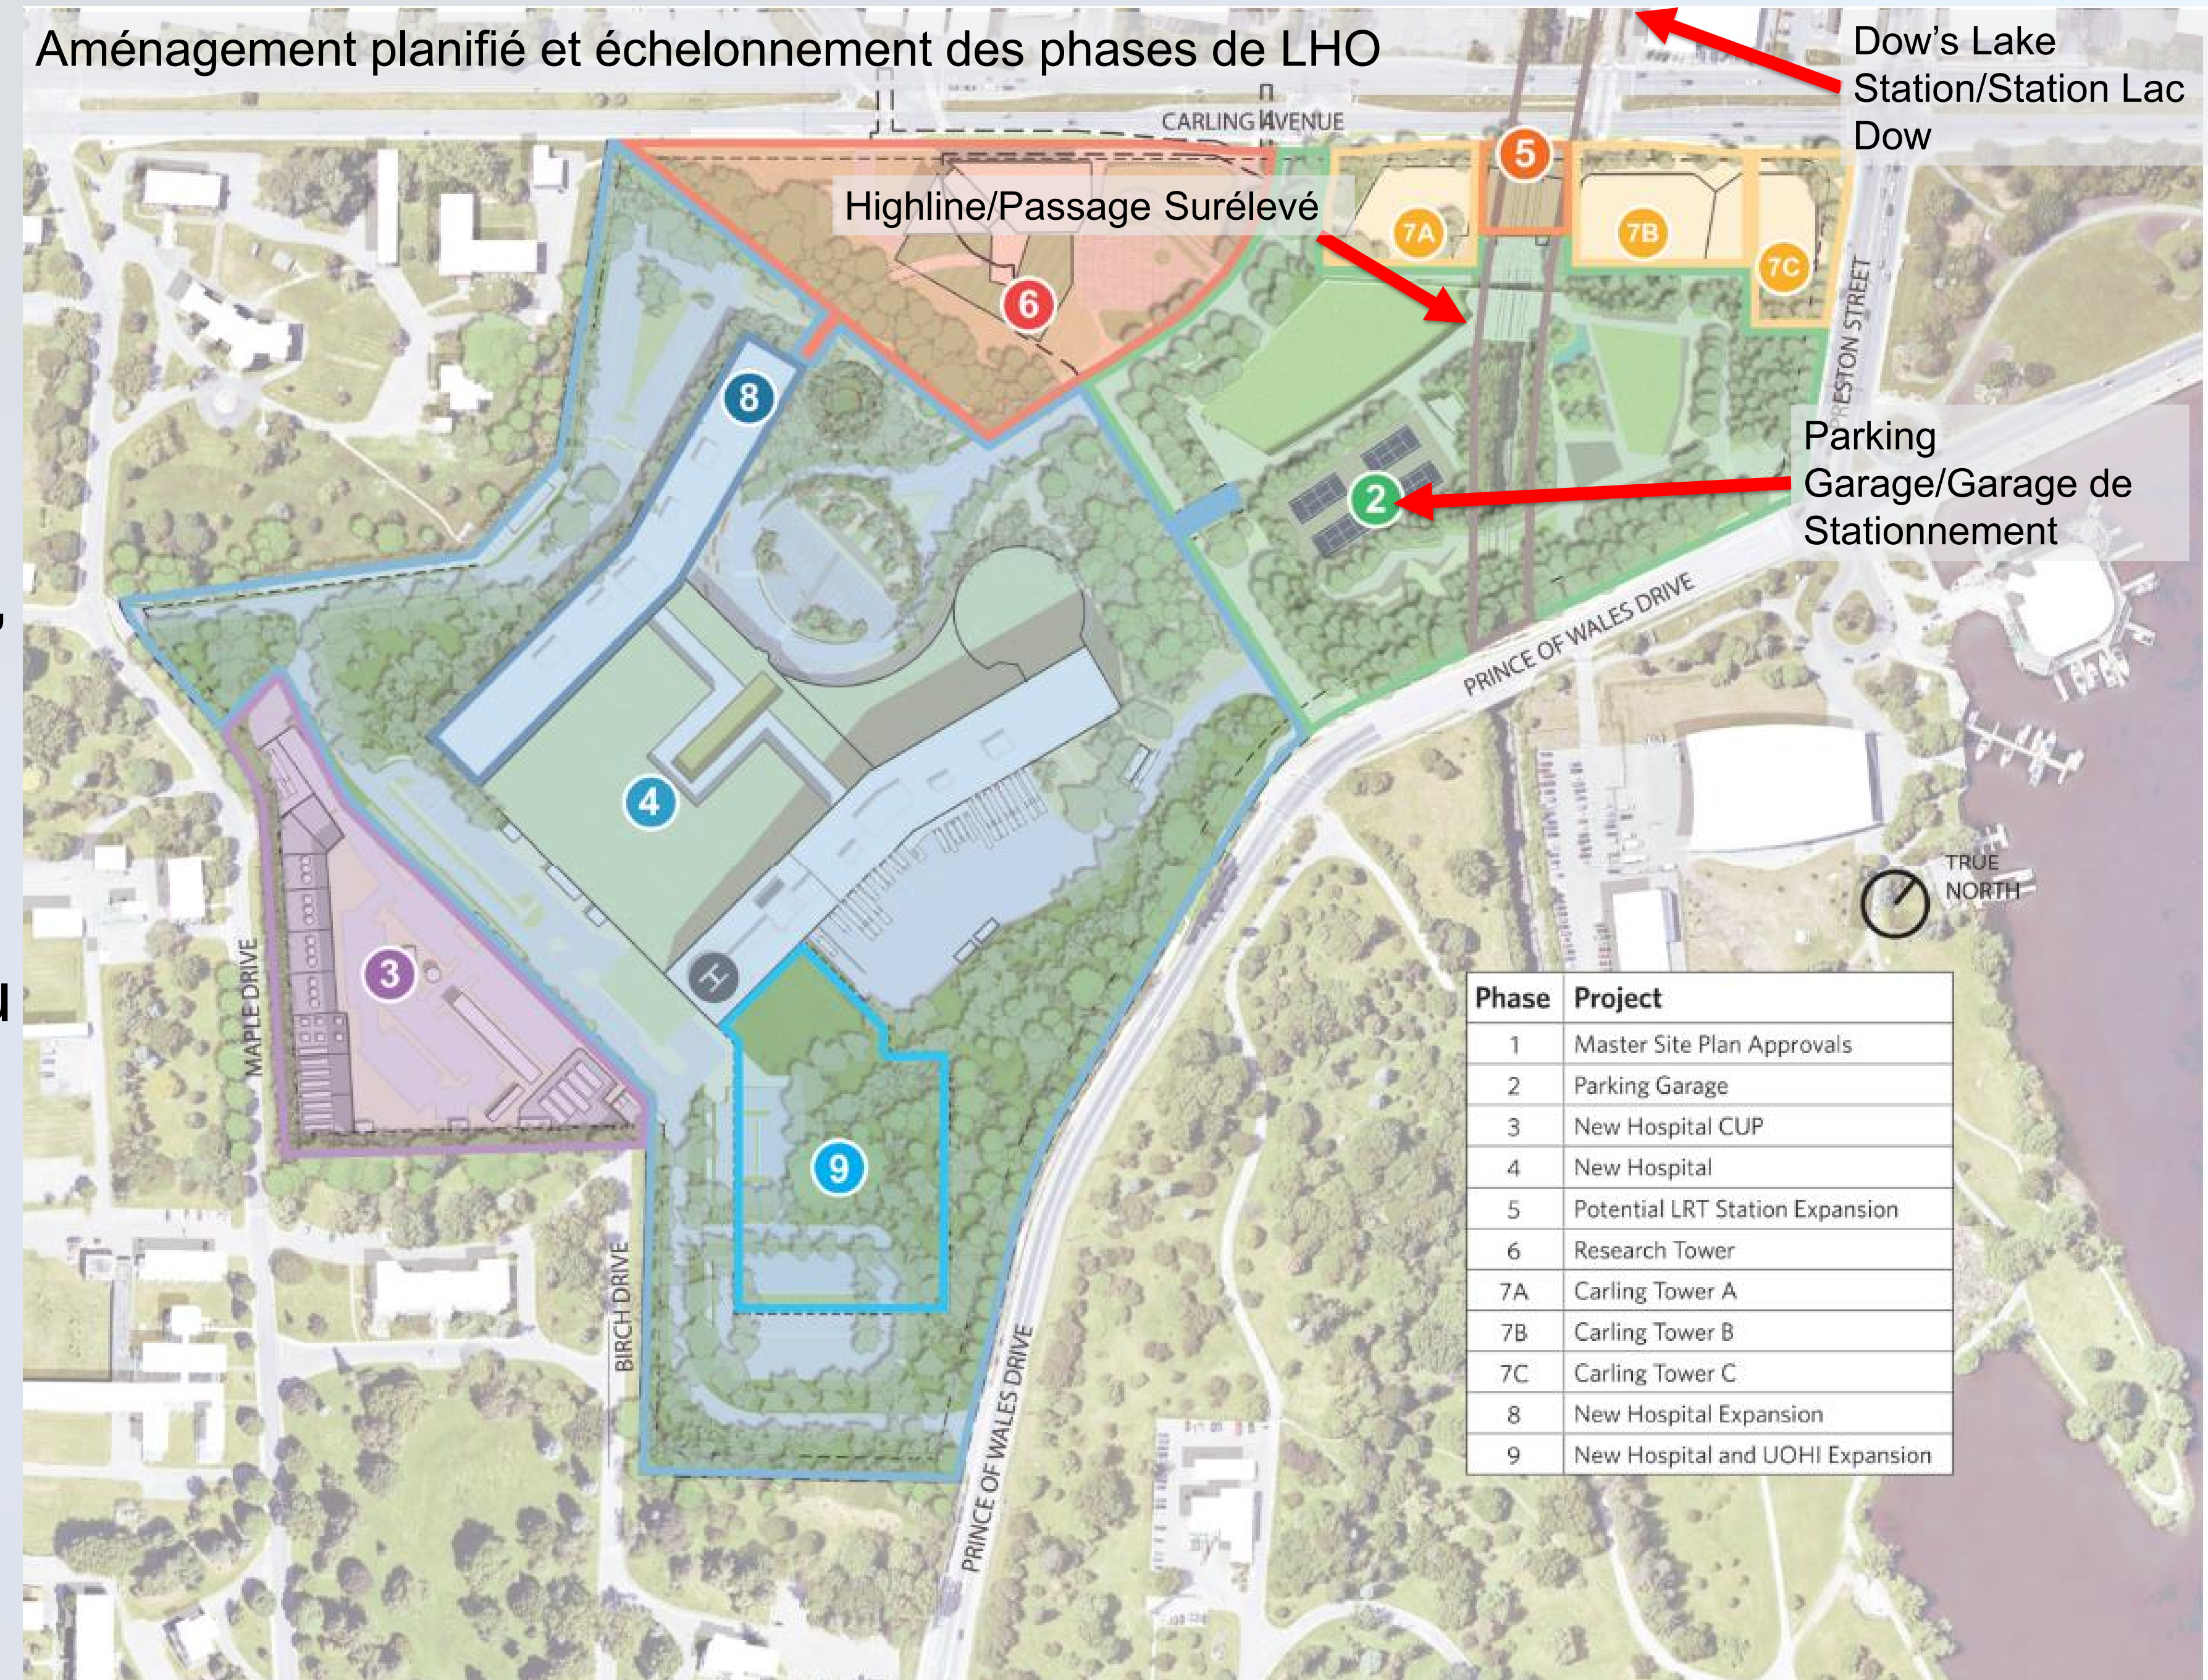 Aménagement planifié et échelonnement des phases de LHO
Dow's Lake
Station/Station Lac
Dow
CARLING AVENUE
5
Highline/Passage Surélevé
7A
7B
7C
6
PRESTON STREET
8
Parking
Garage/Garage de
Stationnement
2
PRINCE OF WALES DRIVE
4
TRUE
NORTH
3
MAPLE DRIVE
H
9
BIRCH DRIVE
PRINCE OF WALES DRIVE
Phase Project
1 Master Site Plan Approvals
2 Parking Garage
3 New Hospital CUP
4 New Hospital
5 Potential LRT Station Expansion
6 Research Tower
7A Carling Tower A
7B Carling Tower B
7C Carling Tower C
8 New Hospital Expansion
9 New Hospital and UOHI Expansion